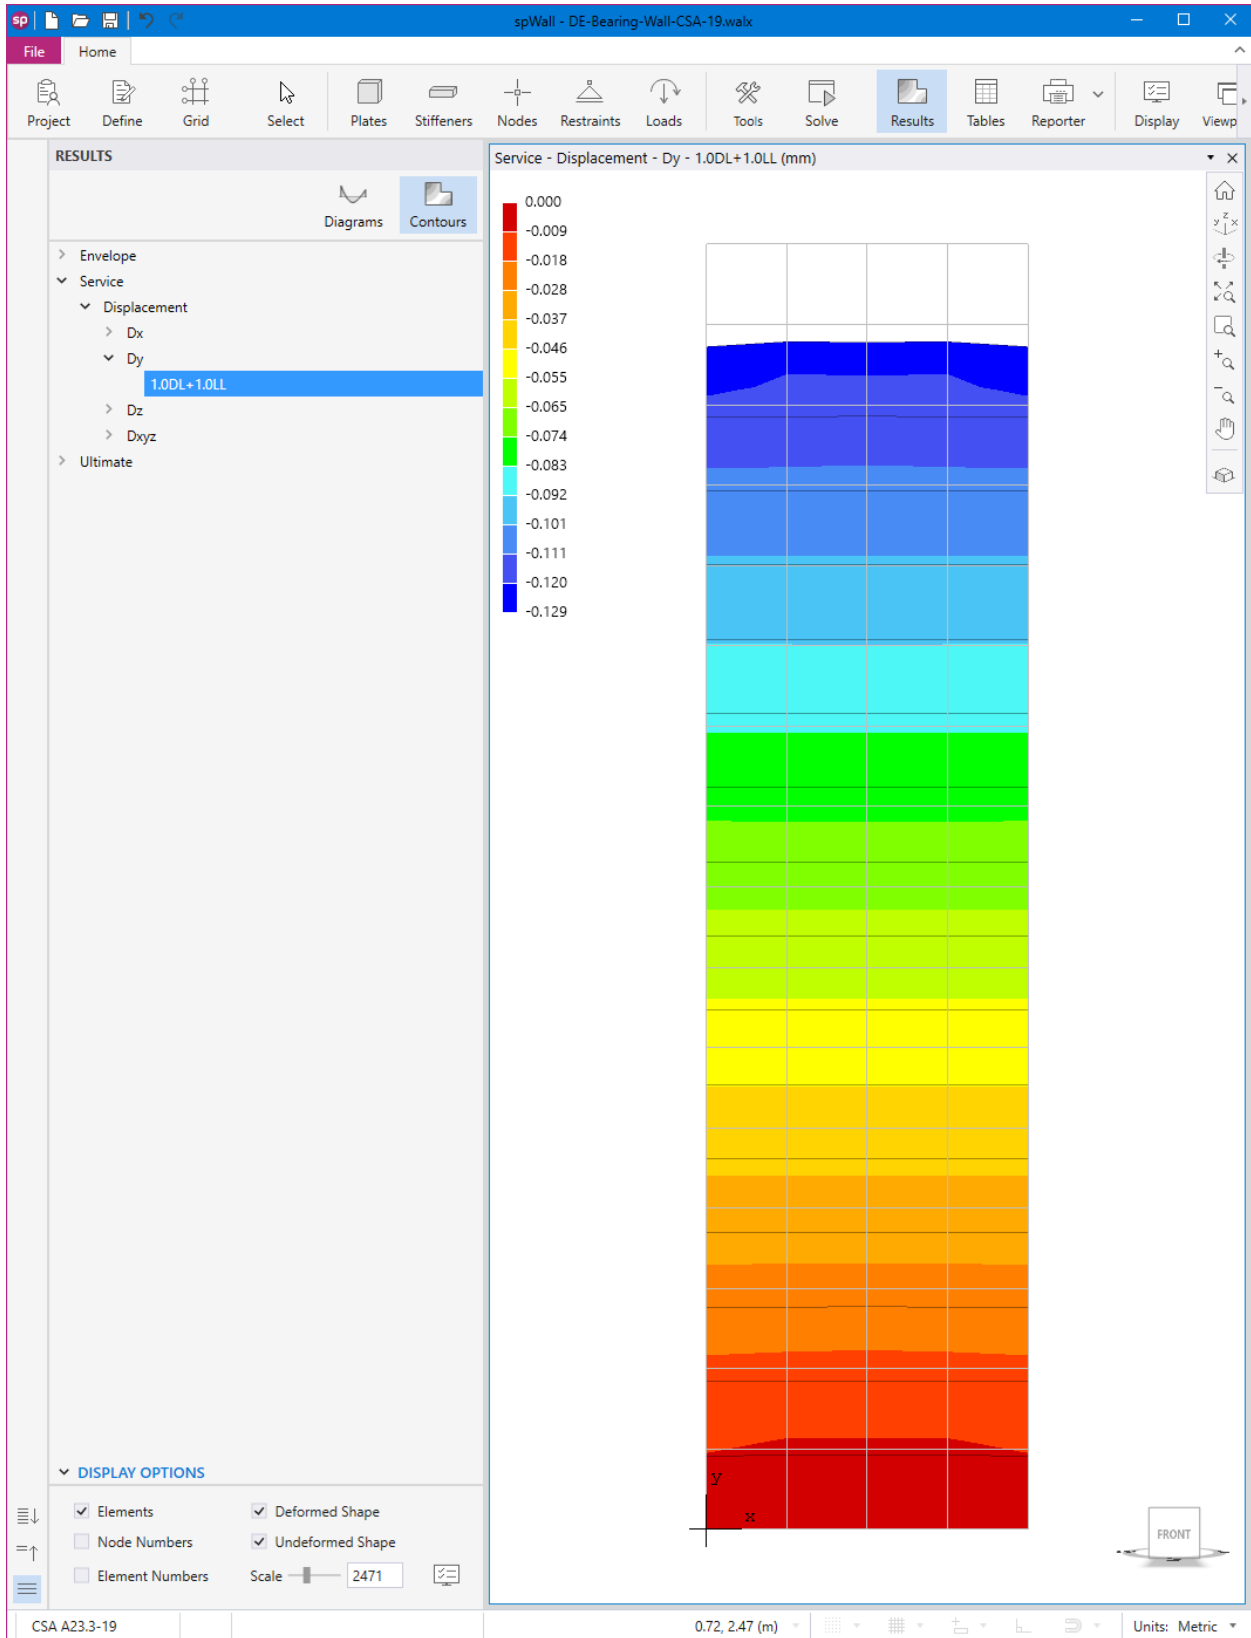 sp spWall - DE-Bearing-Wall-CSA-19.walx
File Home
Project Define Grid Select Plates Stiffeners Nodes Restraints Loads Tools Solve Results Tables Reporter Display Viewp
RESULTS
Diagrams Contours
Envelope
Service
Displacement
Dx
Dy
1.0DL+1.0LL
Dz
Dxyz
Ultimate
Service - Displacement - Dy - 1.0DL+1.0LL (mm)
0.000
-0.009
-0.018
-0.028
-0.037
-0.046
-0.055
-0.065
-0.074
-0.083
-0.092
-0.101
-0.111
-0.120
-0.129
y
x
z
y x
FRONT
DISPLAY OPTIONS
Elements Deformed Shape
Node Numbers Undeformed Shape
Element Numbers Scale 2471
CSA A23.3-19 0.72, 2.47 (m) Units: Metric